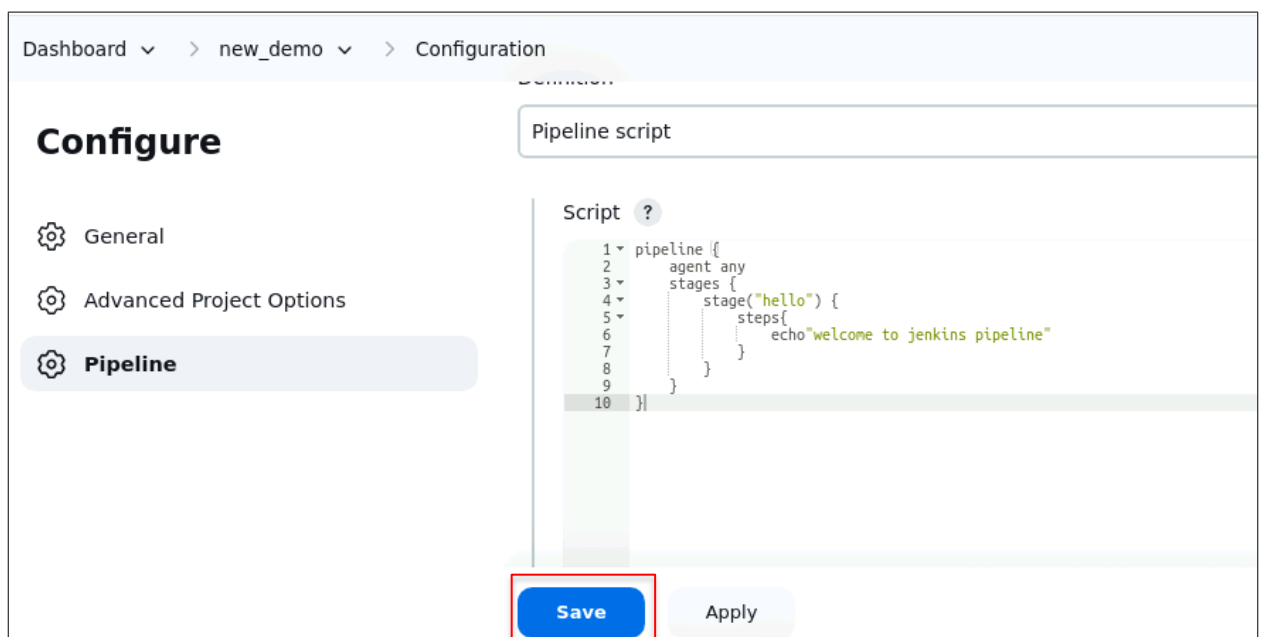 Dashboard > new_demo > Configuration
Definition
Configure
Pipeline script
General
Advanced Project Options
Pipeline
Script ?
1 pipeline {
2     agent any
3     stages {
4         stage("hello") {
5             steps{
6                 echo"welcome to jenkins pipeline"
7             }
8         }
9     }
10 }
Save
Apply